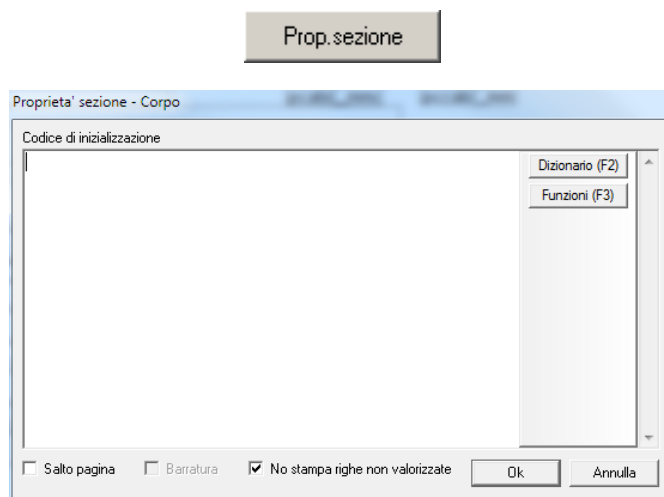 Prop.sezione
Proprieta' sezione - Corpo
Codice di inizializzazione
Dizionario (F2)
Funzioni (F3)
Salto pagina Barratura No stampa righe non valorizzate Ok Annulla